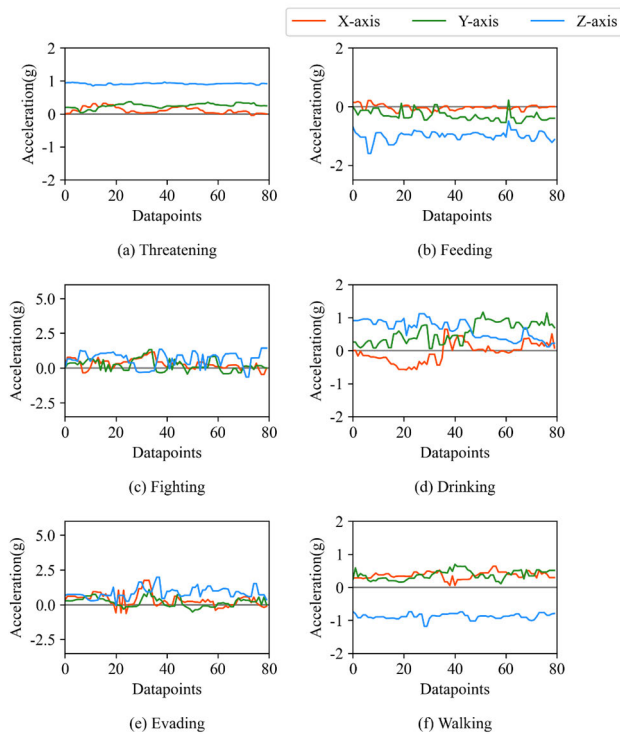 X-axis Y-axis Z-axis
Acceleration(g)
2
1
0
-1
-2
0 20 40 60 80
Datapoints
(a) Threatening
Acceleration(g)
2
0
-2
0 20 40 60 80
Datapoints
(b) Feeding
Acceleration(g)
5.0
2.5
0.0
-2.5
0 20 40 60 80
Datapoints
(c) Fighting
Acceleration(g)
2
1
0
-1
-2
0 20 40 60 80
Datapoints
(d) Drinking
Acceleration(g)
5.0
2.5
0.0
-2.5
0 20 40 60 80
Datapoints
(e) Evading
Acceleration(g)
2
1
0
-1
-2
0 20 40 60 80
Datapoints
(f) Walking